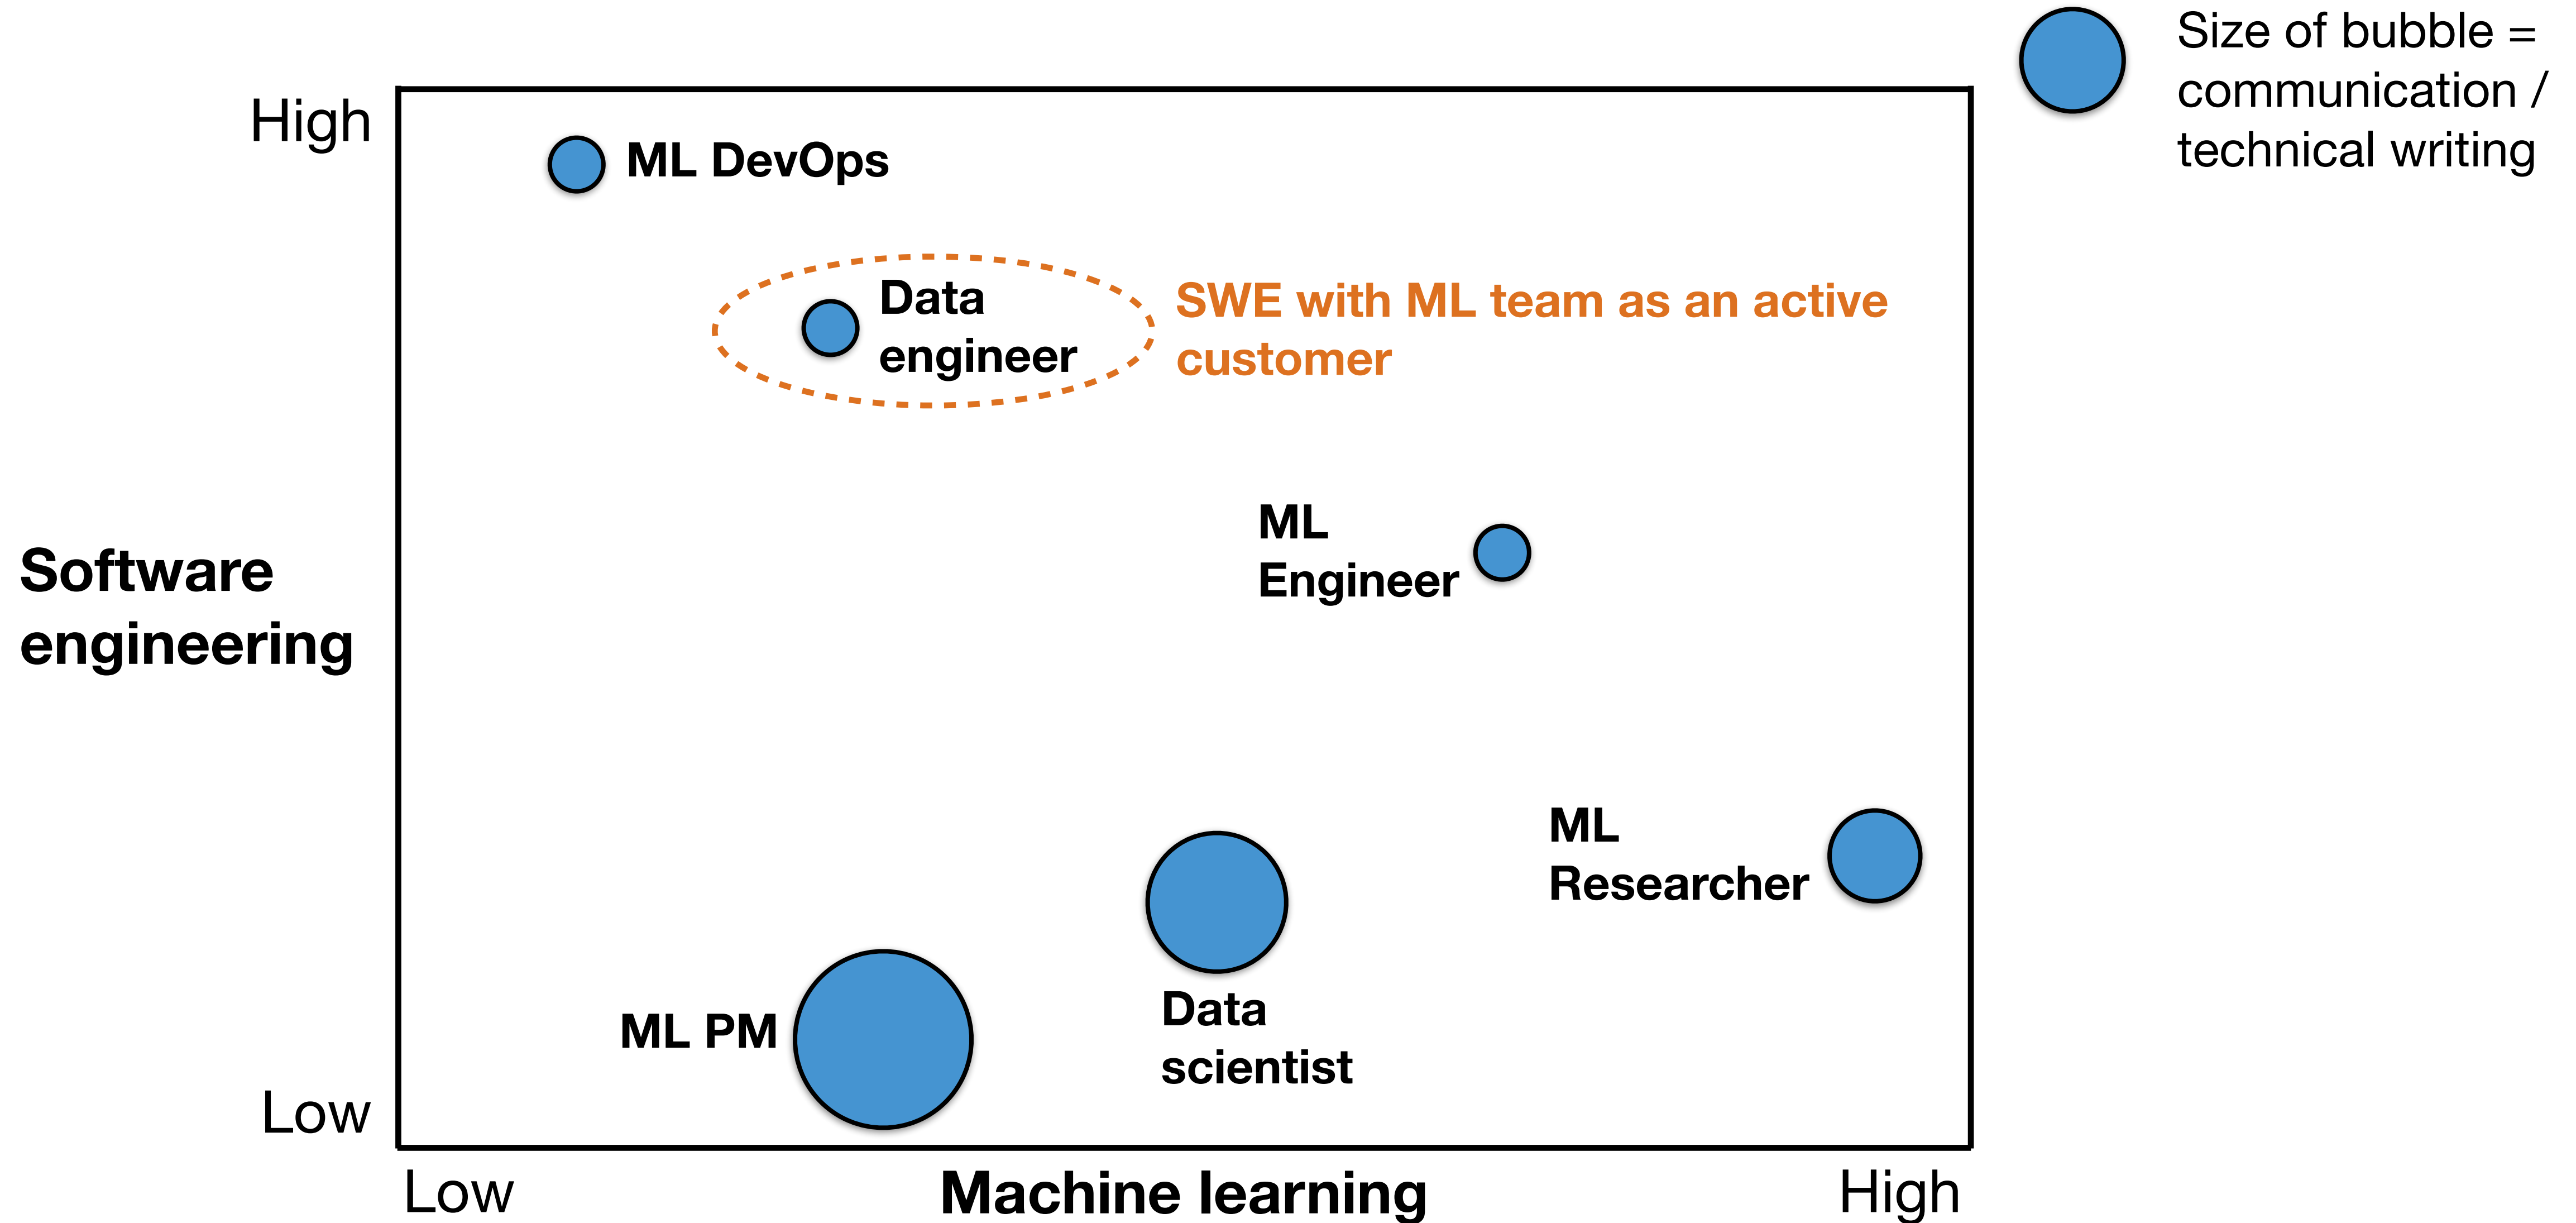 Size of bubble =
communication /
technical writing
High
ML DevOps
Data
engineer
SWE with ML team as an active
customer
ML
Engineer
Software
engineering
ML
Researcher
Data
scientist
ML PM
Low
Low
Machine learning
High